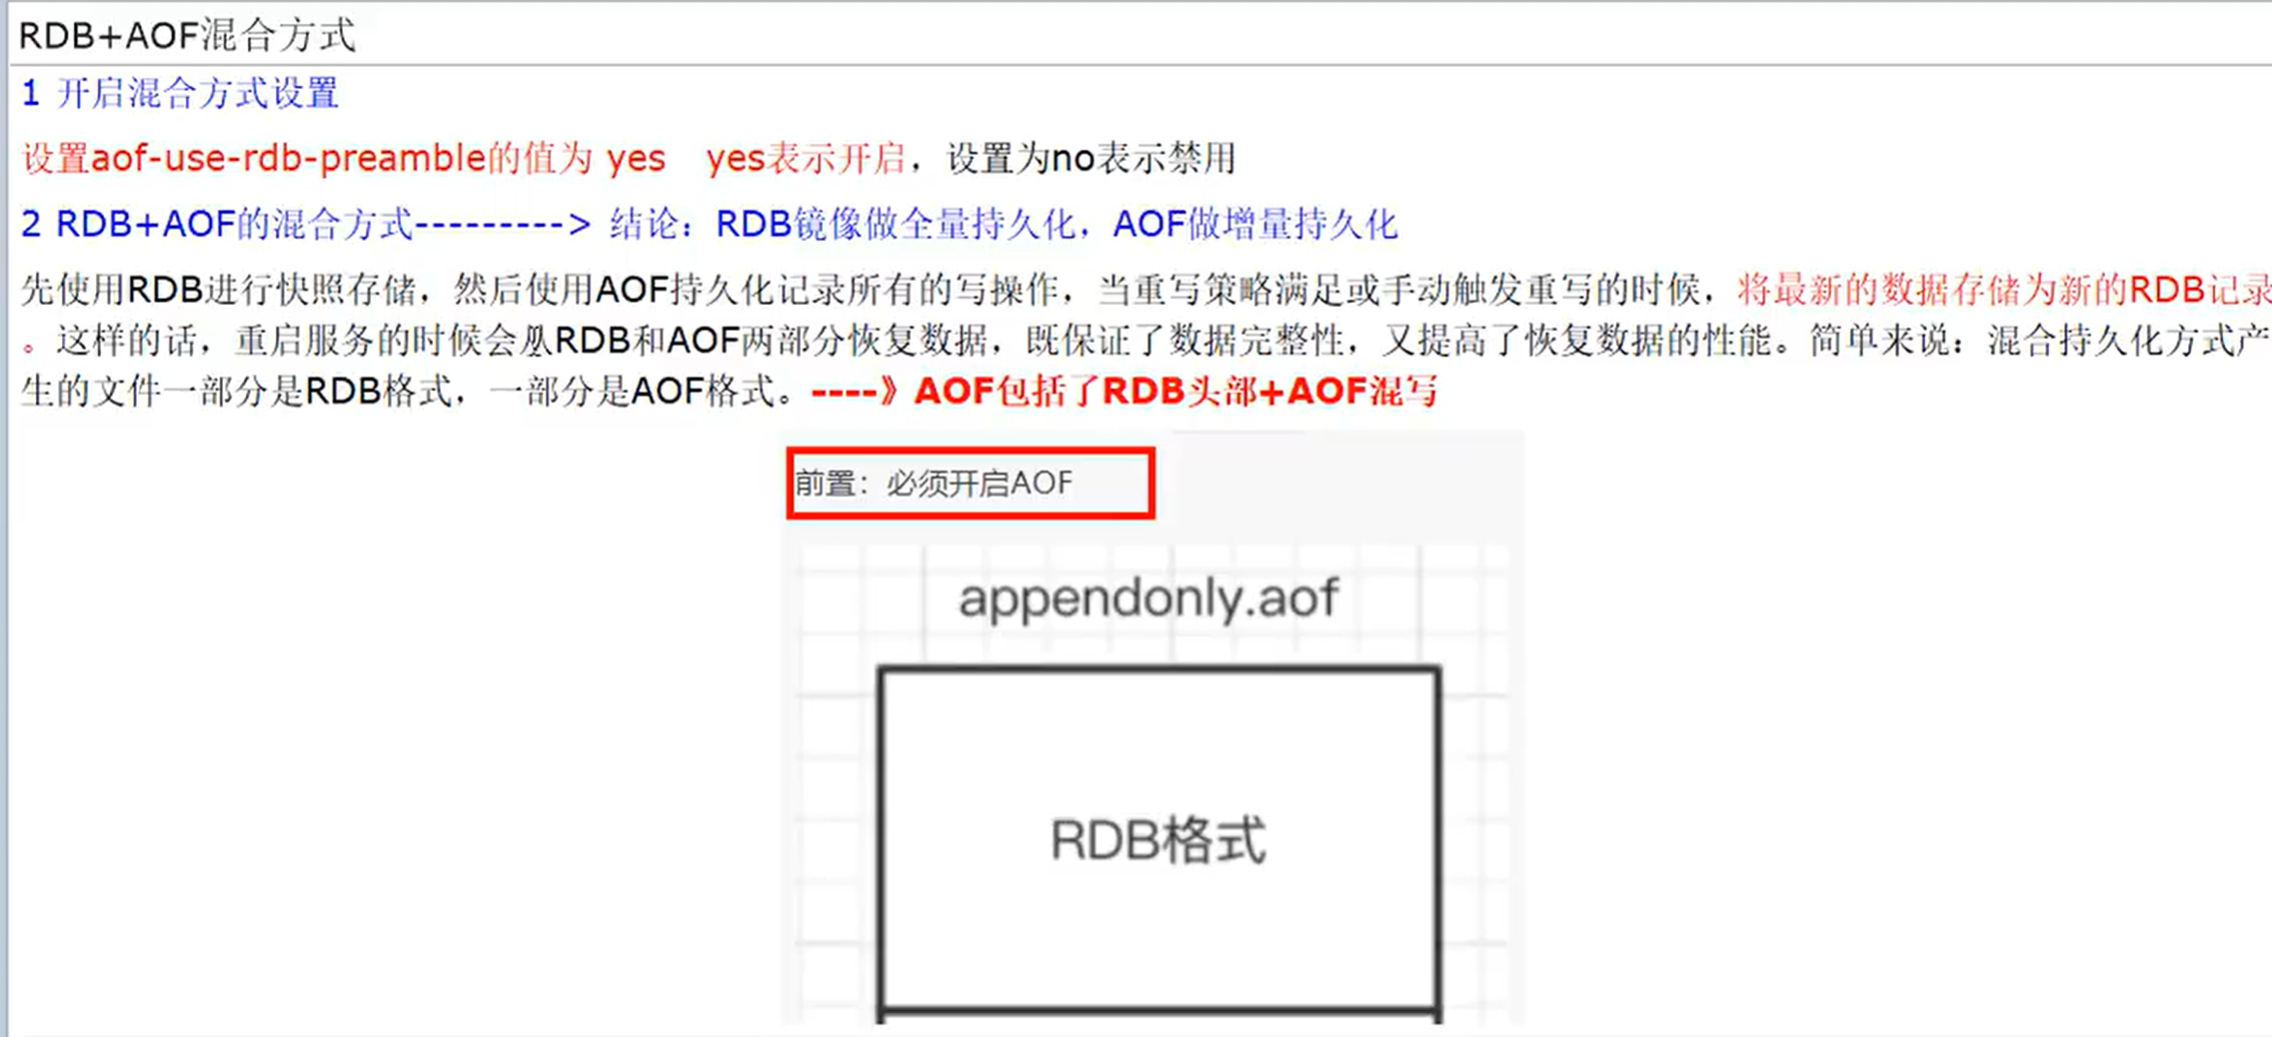 RDB+AOF混合方式
1 开启混合方式设置
设置aof-use-rdb-preamble的值为 yes yes表示开启，设置为no表示禁用
2 RDB+AOF的混合方式---------> 结论：RDB镜像做全量持久化，AOF做增量持久化
先使用RDB进行快照存储，然后使用AOF持久化记录所有的写操作，当重写策略满足或手动触发重写的时候，将最新的数据存储为新的RDB记录
。这样的话，重启服务的时候会从RDB和AOF两部分恢复数据，既保证了数据完整性，又提高了恢复数据的性能。简单来说：混合持久化方式产
生的文件一部分是RDB格式，一部分是AOF格式。----》AOF包括了RDB头部+AOF混写
前置：必须开启AOF
appendonly.aof
RDB格式